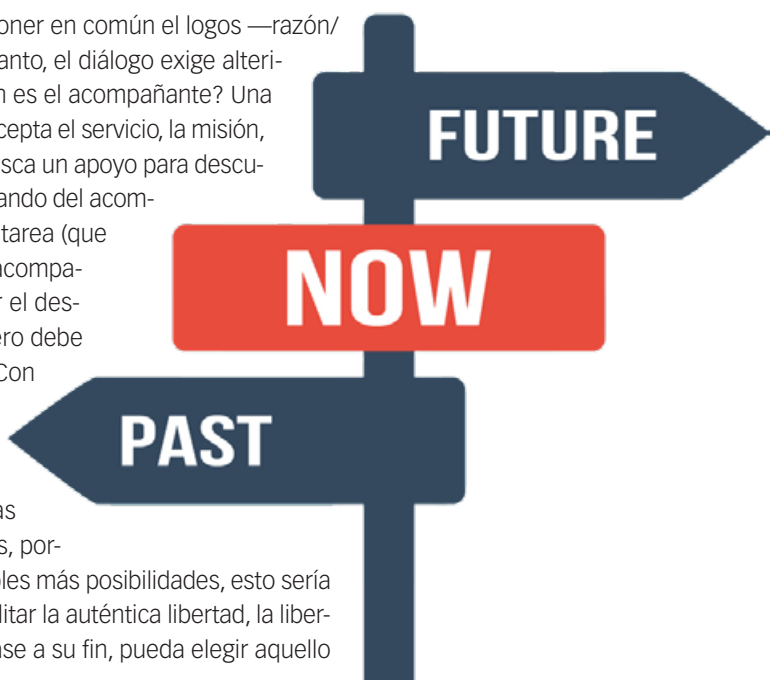 oner en común el logos —razón/
anto, el diálogo exige alteri-
n es el acompañante? Una
cepta el servicio, la misión,
sca un apoyo para descu-
ando del acom-
tarea (que
acompa-
r el des-
ero debe
Con
as
s, por-
les más posibilidades, esto sería
litar la auténtica libertad, la liber-
se a su fin, pueda elegir aquello
FUTURE
NOW
PAST